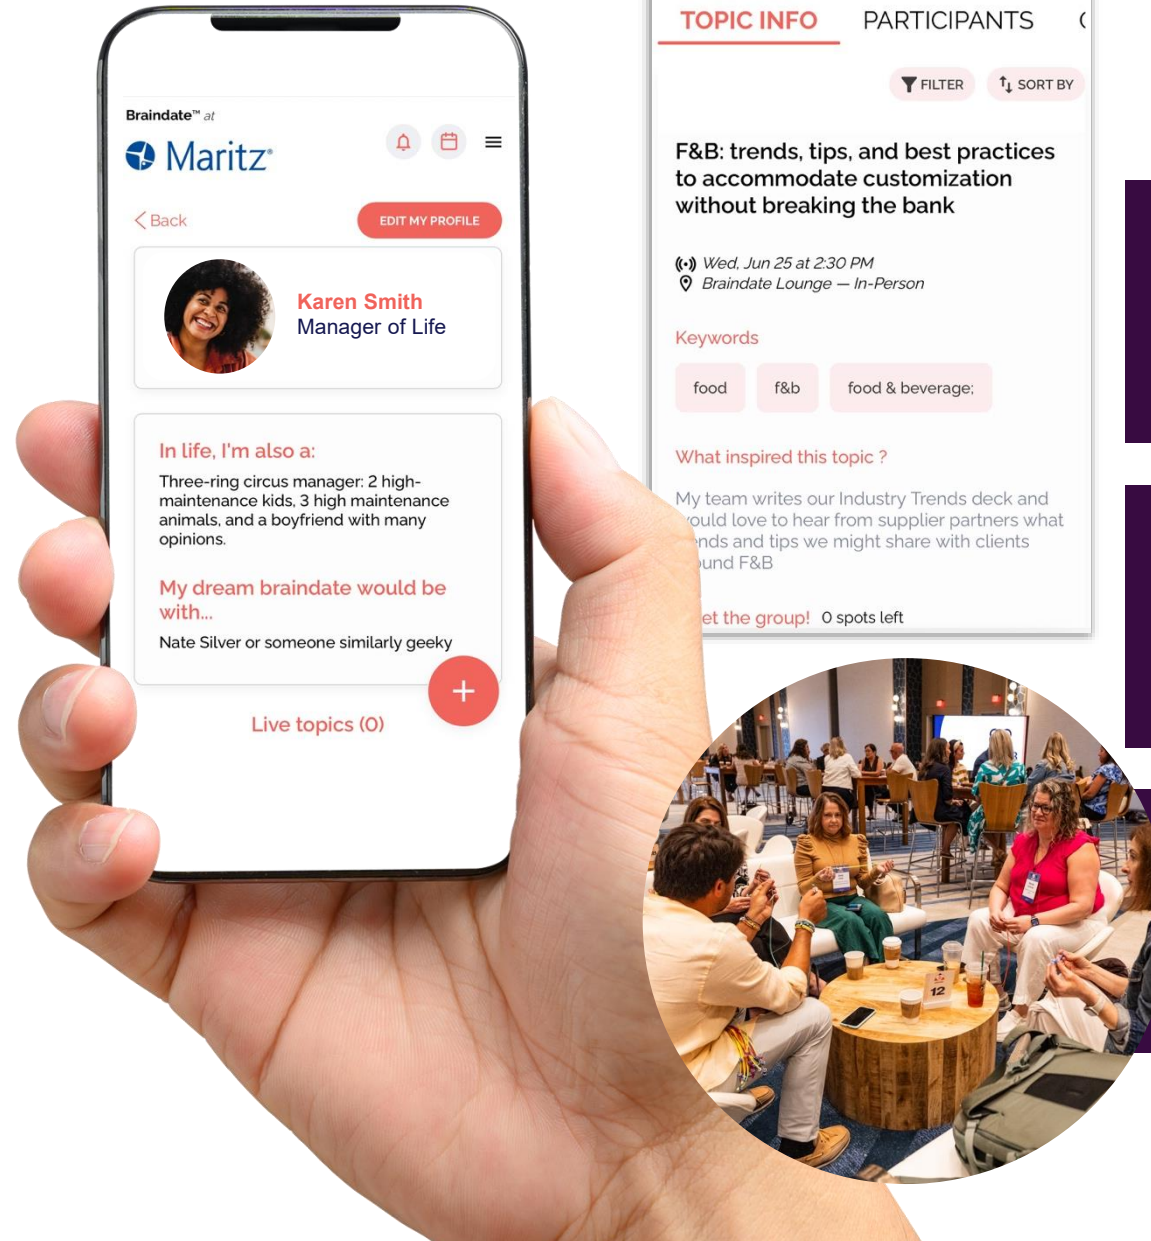 Braindate™ at
Maritz®
Back
EDIT MY PROFILE
Karen Smith
Manager of Life
In life, I'm also a:
Three-ring circus manager: 2 high-
maintenance kids, 3 high maintenance
animals, and a boyfriend with many
opinions.
My dream braindate would be
with...
Nate Silver or someone similarly geeky
+
Live topics (0)
TOPIC INFO
PARTICIPANTS
FILTER
SORT BY
F&B: trends, tips, and best practices
to accommodate customization
without breaking the bank
Wed, Jun 25 at 2:30 PM
Braindate Lounge — In-Person
Keywords
food
f&b
food & beverage;
What inspired this topic ?
My team writes our Industry Trends deck and
love to hear from supplier partners what
and tips we might share with clients
F&B
the group! 0 spots left
12